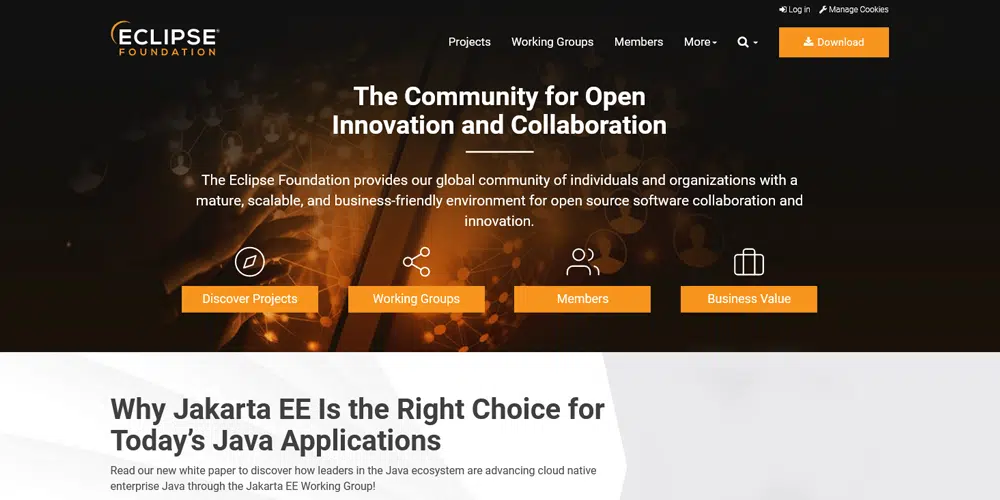 Log in Manage Cookies
ECLIPSE
FOUNDATION
Projects Working Groups Members More Download
The Community for Open
Innovation and Collaboration
The Eclipse Foundation provides our global community of individuals and organizations with a
mature, scalable, and business-friendly environment for open source software collaboration and
innovation.
Discover Projects Working Groups Members Business Value
Why Jakarta EE Is the Right Choice for
Today’s Java Applications
Read our new white paper to discover how leaders in the Java ecosystem are advancing cloud native
enterprise Java through the Jakarta EE Working Group!